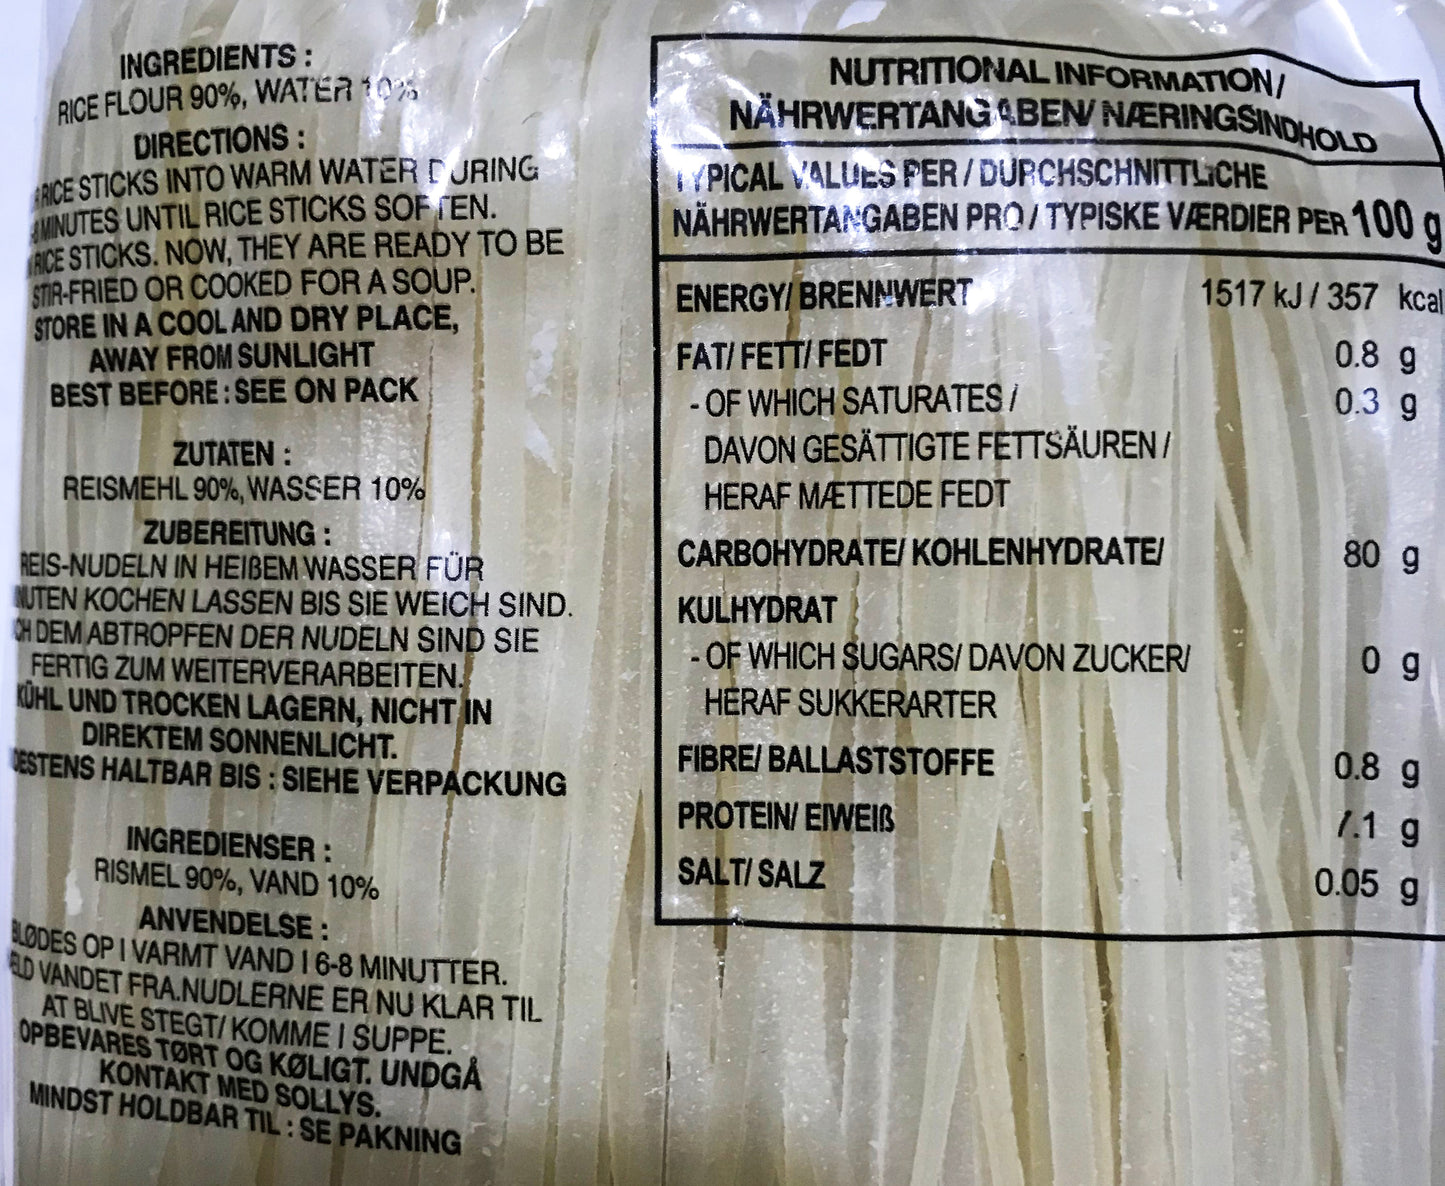 INGREDIENTS :
RICE FLOUR 90%, WATER 10%
DIRECTIONS :
RICE STICKS INTO WARM WATER DURING
MINUTES UNTIL RICE STICKS SOFTEN.
RICE STICKS. NOW, THEY ARE READY TO BE
STIR-FRIED OR COOKED FOR A SOUP.
STORE IN A COOL AND DRY PLACE,
AWAY FROM SUNLIGHT
BEST BEFORE : SEE ON PACK
ZUTATEN :
REISMEHL 90%, WASSER 10%
ZUBEREITUNG :
REIS-NUDELN IN HEIßEM WASSER FÜR
KOCHEN LASSEN BIS SIE WEICH SIND.
DEM ABTROPFEN DER NUDELN SIND SIE
FERTIG ZUM WEITERVERARBEITEN.
KÜHL UND TROCKEN LAGERN, NICHT IN
DIREKTEM SONNENLICHT.
HALTBAR BIS : SIEHE VERPACKUNG
INGREDIENSER :
RISMEL 90%, VAND 10%
ANVENDELSE :
BLØDES OP I VARMT VAND I 6-8 MINUTTER.
VANDET FRA.NUDLERNE ER NU KLAR TIL
AT BLIVE STEGT/ KOMME I SUPPE.
OPBEVARES TØRT OG KØLIGT. UNDGÅ
KONTAKT MED SOLLYS.
MINDST HOLDBAR TIL : SE PAKNING
NUTRITIONAL INFORMATION/
NÄHRWERTANGABEN/ NÆRINGSINDHOLD
TYPICAL VALUES PER / DURCHSCHNITTLICHE
NÄHRWERTANGABEN PRO / TYPISKE VÆRDIER PER 100 g
ENERGY/ BRENNWERT 1517 kJ / 357 kcal
FAT/ FETT/ FEDT 0.8 g
- OF WHICH SATURATES / 0.3 g
DAVON GESÄTTIGTE FETTSÄUREN /
HERAF MÆTTEDE FEDT
CARBOHYDRATE/ KOHLENHYDRATE/ 80 g
KULHYDRAT
- OF WHICH SUGARS/ DAVON ZUCKER/ 0 g
HERAF SUKKERARTER
FIBRE/ BALLASTSTOFFE 0.8 g
PROTEIN/ EIWEIß 7.1 g
SALT/ SALZ 0.05 g